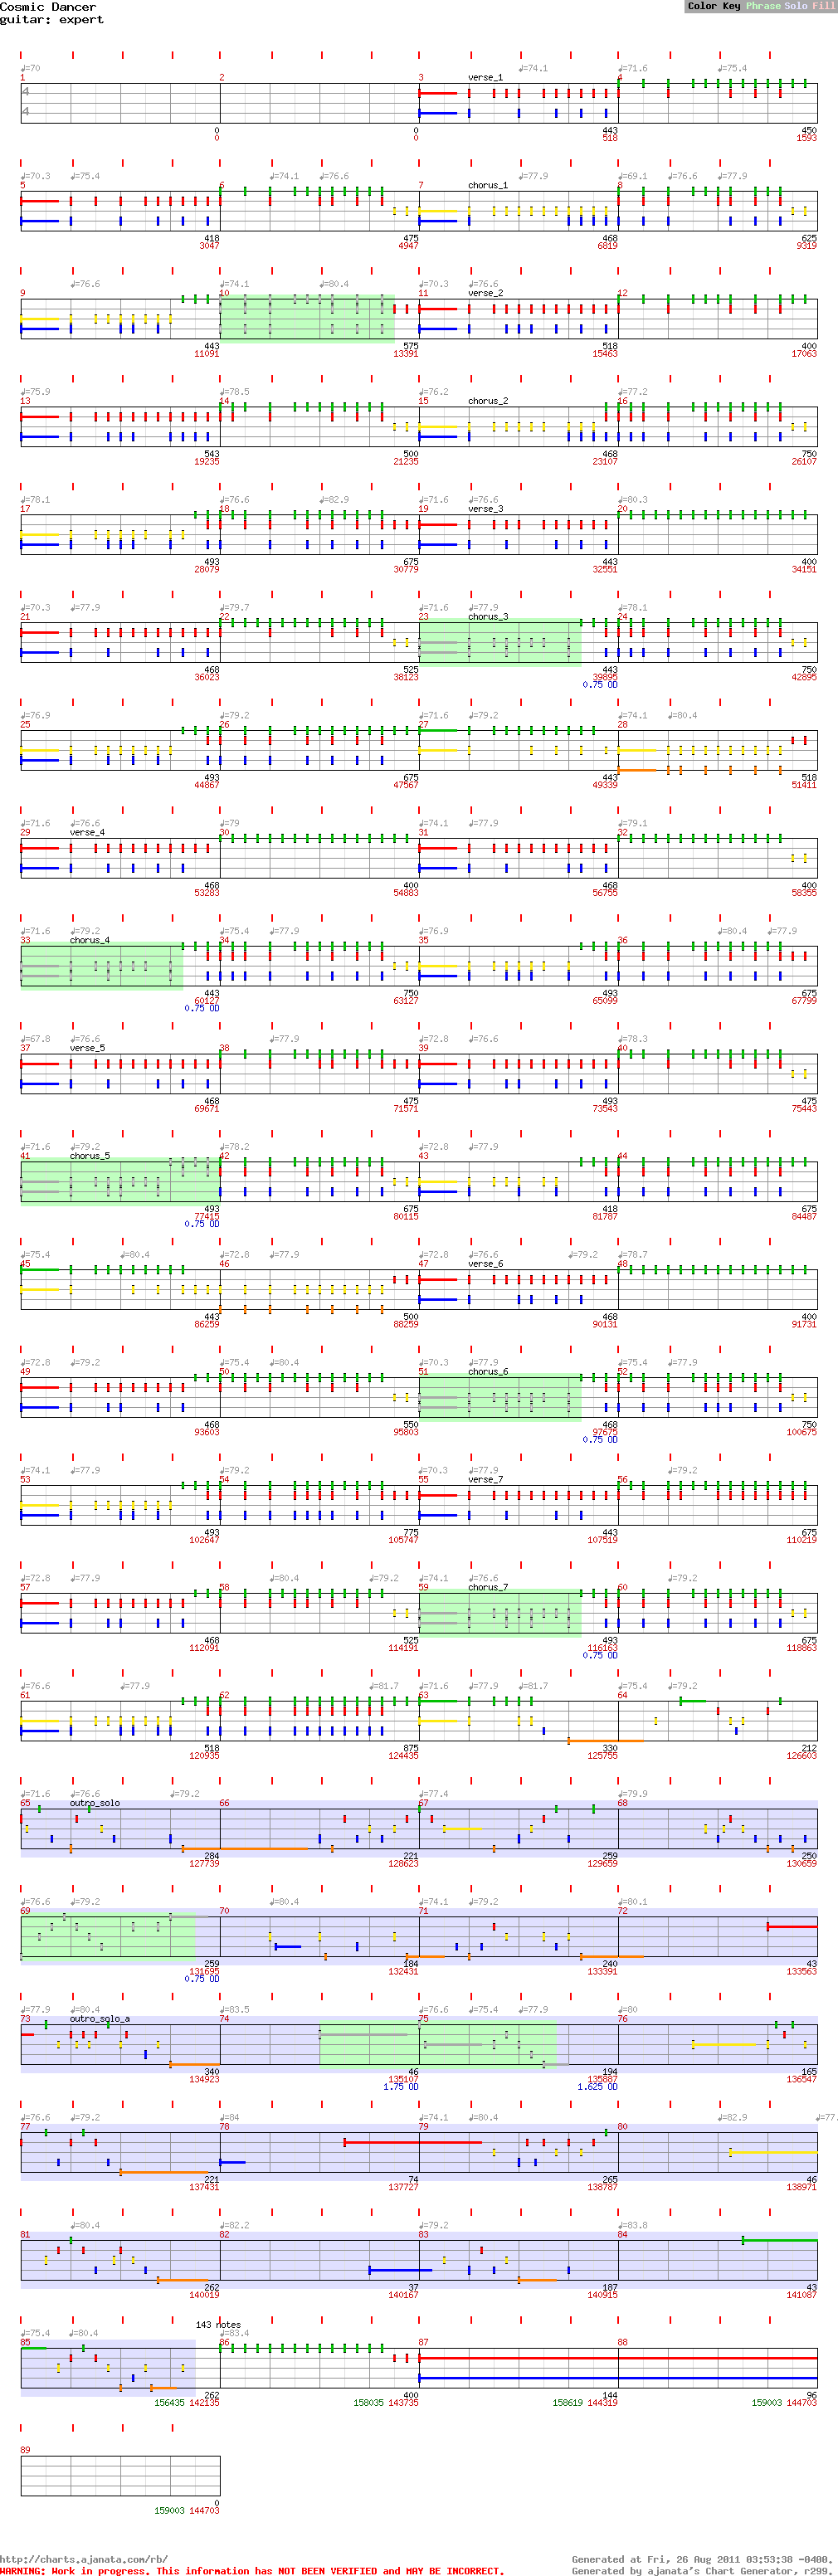 Cosmic Dancer
guitar: expert
Color Key Phrase Solo Fill
♩=70 ♩=74.1 ♩=71.6 ♩=75.4
1 2 3 verse_1 4
0 0 443 450
0 0 518 1593
♩=70.3 ♩=75.4 ♩=74.1 ♩=76.6 ♩=77.9 ♩=69.1 ♩=76.6 ♩=77.9
5 6 7 chorus_1 8
418 475 468 625
3047 4947 6819 9319
♩=76.6 ♩=74.1 ♩=80.4 ♩=70.3 ♩=76.6
9 10 11 verse_2 12
443 575 518 400
11091 13391 15463 17063
♩=75.9 ♩=78.5 ♩=76.2 ♩=77.2
13 14 15 chorus_2 16
543 500 468 750
19235 21235 23107 26107
♩=78.1 ♩=76.6 ♩=82.9 ♩=71.6 ♩=76.6 ♩=80.3
17 18 19 verse_3 20
493 675 443 400
28079 30779 32551 34151
♩=70.3 ♩=77.9 ♩=79.7 ♩=71.6 ♩=77.9 ♩=78.1
21 22 23 chorus_3 24
468 525 443 750
36023 38123 39895 42895
0.75 OD
♩=76.9 ♩=79.2 ♩=71.6 ♩=79.2 ♩=74.1 ♩=80.4
25 26 27 28
493 675 443 518
44867 47567 49339 51411
♩=71.6 ♩=76.6 ♩=79 ♩=74.1 ♩=77.9 ♩=79.1
29 verse_4 30 31 32
468 400 468 400
53283 54883 56755 58355
♩=71.6 ♩=79.2 ♩=75.4 ♩=77.9 ♩=76.9 ♩=80.4 ♩=77.9
33 chorus_4 34 35 36
443 750 493 675
60127 63127 65099 67799
0.75 OD
♩=67.8 ♩=76.6 ♩=77.9 ♩=72.8 ♩=76.6 ♩=78.3
37 verse_5 38 39 40
468 475 493 475
69671 71571 73543 75443
♩=71.6 ♩=79.2 ♩=78.2 ♩=72.8 ♩=77.9
41 chorus_5 42 43 44
493 675 418 675
77415 80115 81787 84487
0.75 OD
♩=75.4 ♩=80.4 ♩=72.8 ♩=77.9 ♩=72.8 ♩=76.6 ♩=79.2 ♩=78.7
45 46 47 verse_6 48
443 500 468 400
86259 88259 90131 91731
♩=72.8 ♩=79.2 ♩=75.4 ♩=80.4 ♩=70.3 ♩=77.9 ♩=75.4 ♩=77.9
49 50 51 chorus_6 52
468 550 468 750
93603 95803 97675 100675
0.75 OD
♩=74.1 ♩=77.9 ♩=79.2 ♩=70.3 ♩=77.9 ♩=79.2
53 54 55 verse_7 56
493 775 443 675
102647 105747 107519 110219
♩=72.8 ♩=77.9 ♩=80.4 ♩=79.2 ♩=74.1 ♩=76.6 ♩=79.2
57 58 59 chorus_7 60
468 525 493 675
112091 114191 116163 118863
0.75 OD
♩=76.6 ♩=77.9 ♩=81.7 ♩=71.6 ♩=77.9 ♩=81.7 ♩=75.4 ♩=79.2
61 62 63 64
518 875 330 212
120935 124435 125755 126603
♩=71.6 ♩=76.6 ♩=79.2 ♩=77.4 ♩=79.9
65 outro_solo 66 67 68
284 221 259 250
127739 128623 129659 130659
♩=76.6 ♩=79.2 ♩=80.4 ♩=74.1 ♩=79.2 ♩=80.1
69 70 71 72
259 184 240 43
131695 132431 133391 133563
0.75 OD
♩=77.9 ♩=80.4 ♩=83.5 ♩=76.6 ♩=75.4 ♩=77.9 ♩=80
73 outro_solo_a 74 75 76
340 46 194 165
134923 135107 135887 136547
1.75 OD 1.625 OD
♩=76.6 ♩=79.2 ♩=84 ♩=74.1 ♩=80.4 ♩=82.9 ♩=77.
77 78 79 80
221 74 265 46
137431 137727 138787 138971
♩=80.4 ♩=82.2 ♩=79.2 ♩=83.8
81 82 83 84
262 37 187 43
140019 140167 140915 141087
143 notes
♩=75.4 ♩=80.4 ♩=83.4
85 86 87 88
262 400 144 96
156435 142135 158035 143735 158619 144319 159003 144703
89
0
159003 144703
http://charts.ajanata.com/rb/
Generated at Fri, 26 Aug 2011 03:53:38 -0400.
WARNING: Work in progress. This information has NOT BEEN VERIFIED and MAY BE INCORRECT.
Generated by ajanata's Chart Generator, r299.